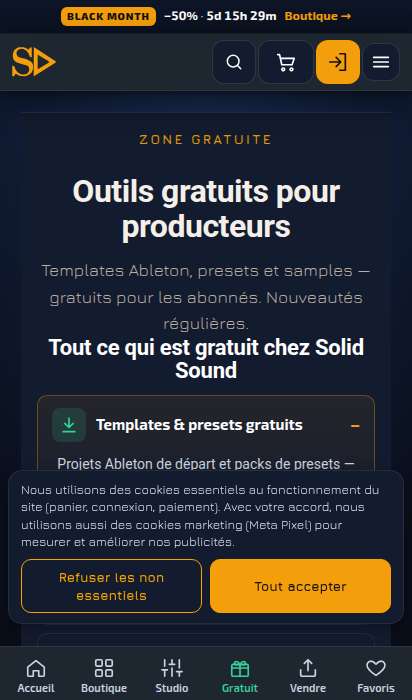 BLACK MONTH −50% · 5d 15h 29m Boutique →
S
ZONE GRATUITE
Outils gratuits pour
producteurs
Templates Ableton, presets et samples —
gratuits pour les abonnés. Nouveautés
régulières.
Tout ce qui est gratuit chez Solid
Sound
Templates & presets gratuits −
Projets Ableton de départ et packs de presets —
Nous utilisons des cookies essentiels au fonctionnement du
site (panier, connexion, paiement). Avec votre accord, nous
utilisons aussi des cookies marketing (Meta Pixel) pour
mesurer et améliorer nos publicités.
Refuser les non
essentiels
Tout accepter
Accueil Boutique Studio Gratuit Vendre Favoris